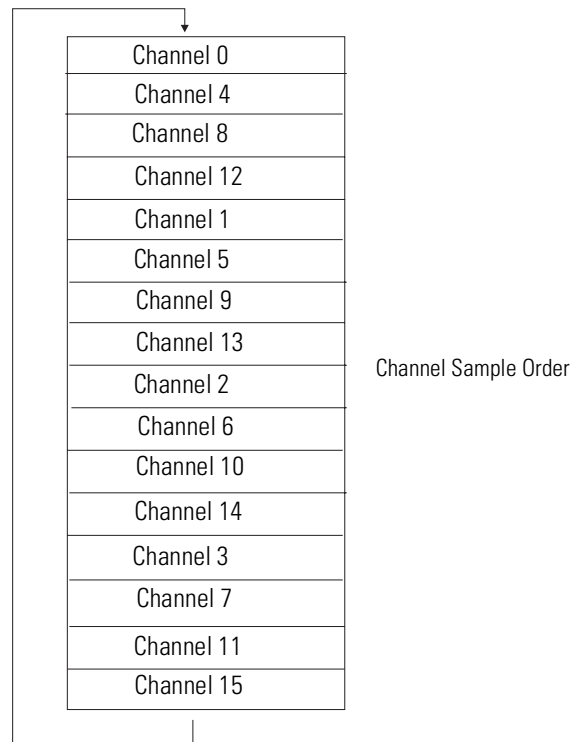 Channel 0
Channel 4
Channel 8
Channel 12
Channel 1
Channel 5
Channel 9
Channel 13
Channel 2
Channel 6
Channel 10
Channel 14
Channel 3
Channel 7
Channel 11
Channel 15
Channel Sample Order